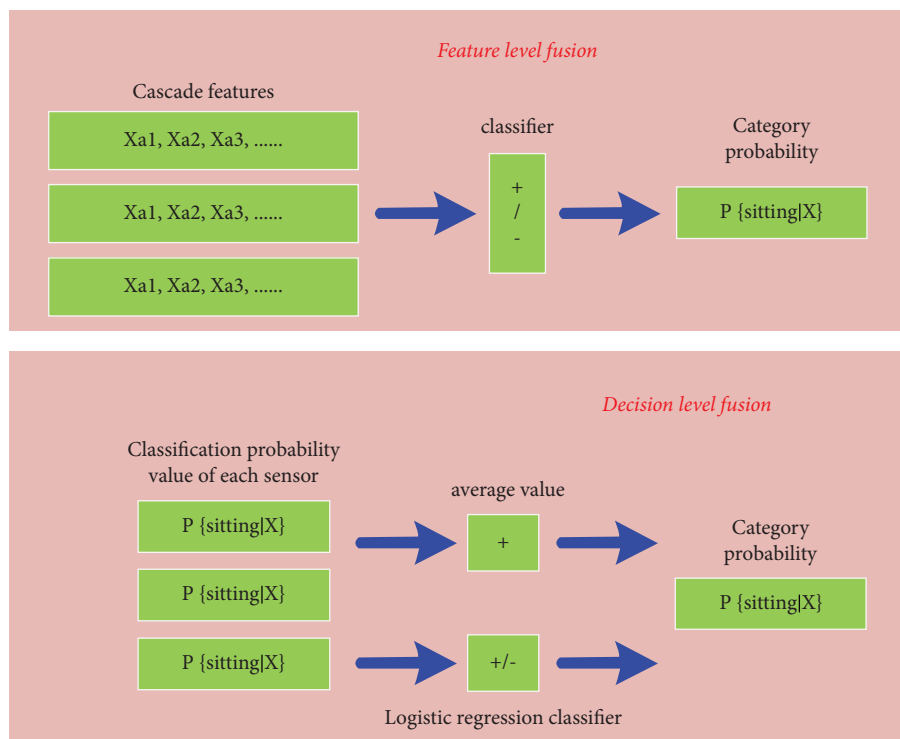 Feature level fusion
Cascade features
Xa1, Xa2, Xa3, ......
Xa1, Xa2, Xa3, ......
Xa1, Xa2, Xa3, ......
classifier
+
/
-
Category
probability
P {sitting|X}
Decision level fusion
Classification probability
value of each sensor
P {sitting|X}
P {sitting|X}
P {sitting|X}
average value
+
+/-
Logistic regression classifier
Category
probability
P {sitting|X}